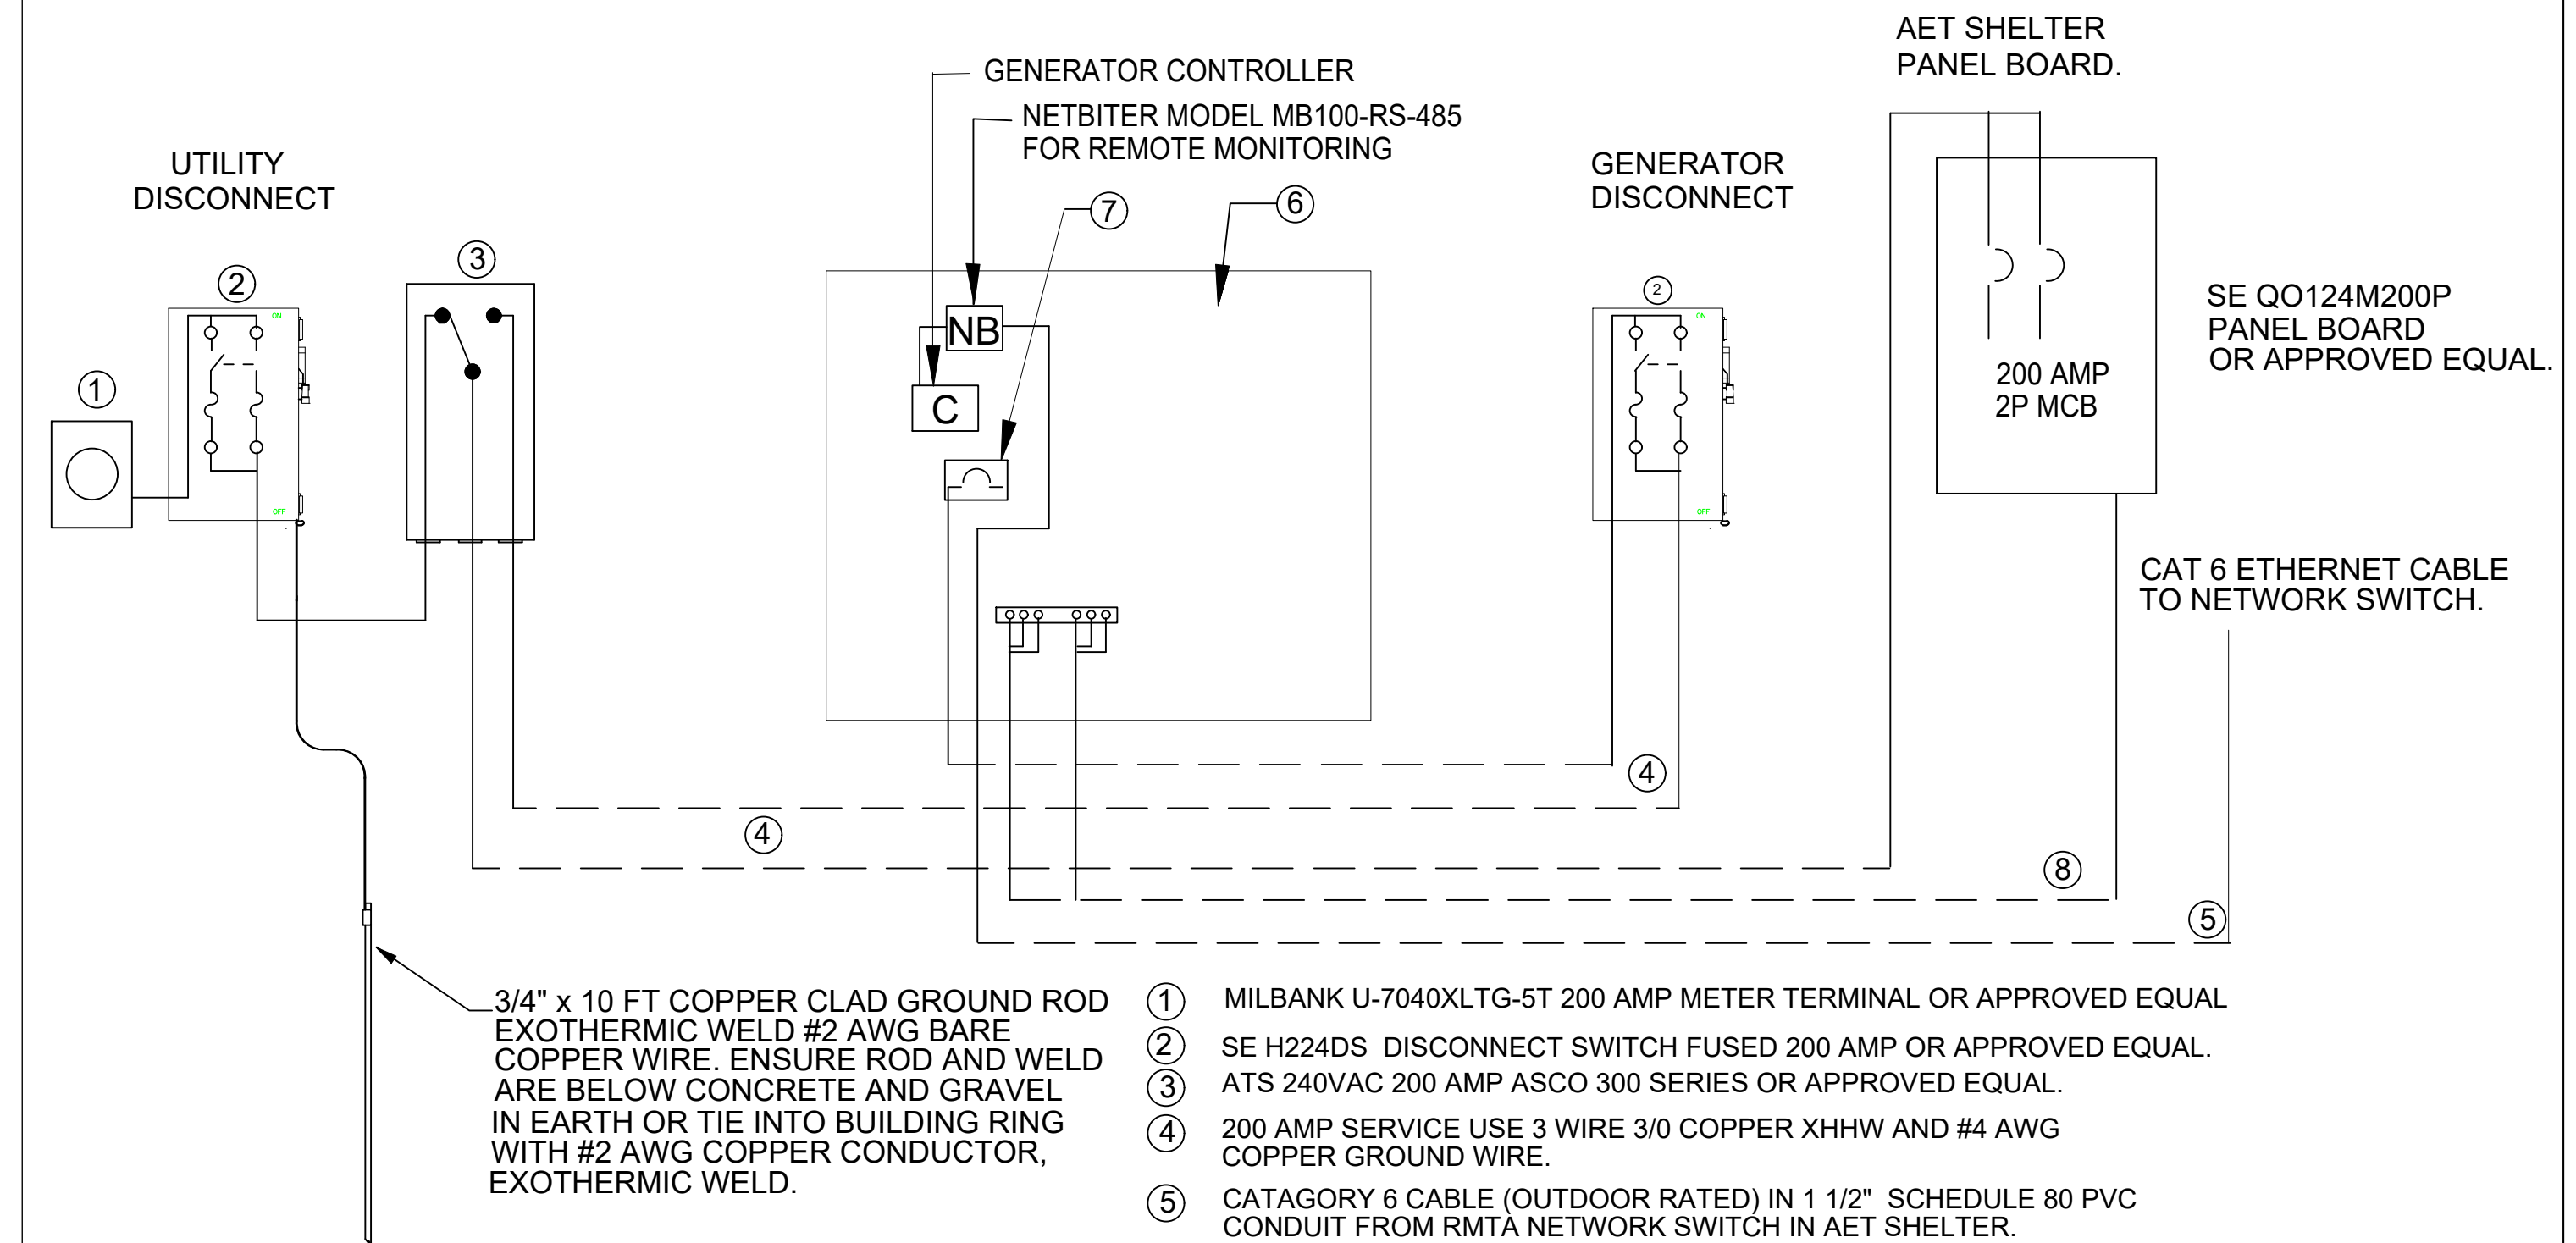 AET SHELTER
PANEL BOARD.
GENERATOR CONTROLLER
NETBITER MODEL MB100-RS-485
FOR REMOTE MONITORING
UTILITY
DISCONNECT
GENERATOR
DISCONNECT
7
6
3
2
2
ON
ON
NB
C
1
OFF
OFF
SE QO124M200P
PANEL BOARD
OR APPROVED EQUAL.
200 AMP
2P MCB
CAT 6 ETHERNET CABLE
TO NETWORK SWITCH.
4
4
8
5
3/4" x 10 FT COPPER CLAD GROUND ROD
EXOTHERMIC WELD #2 AWG BARE
COPPER WIRE. ENSURE ROD AND WELD
ARE BELOW CONCRETE AND GRAVEL
IN EARTH OR TIE INTO BUILDING RING
WITH #2 AWG COPPER CONDUCTOR,
EXOTHERMIC WELD.
1 MILBANK U-7040XLTG-5T 200 AMP METER TERMINAL OR APPROVED EQUAL
2 SE H224DS DISCONNECT SWITCH FUSED 200 AMP OR APPROVED EQUAL.
3 ATS 240VAC 200 AMP ASCO 300 SERIES OR APPROVED EQUAL.
4 200 AMP SERVICE USE 3 WIRE 3/0 COPPER XHHW AND #4 AWG
COPPER GROUND WIRE.
5 CATAGORY 6 CABLE (OUTDOOR RATED) IN 1 1/2" SCHEDULE 80 PVC
CONDUIT FROM RMTA NETWORK SWITCH IN AET SHELTER.